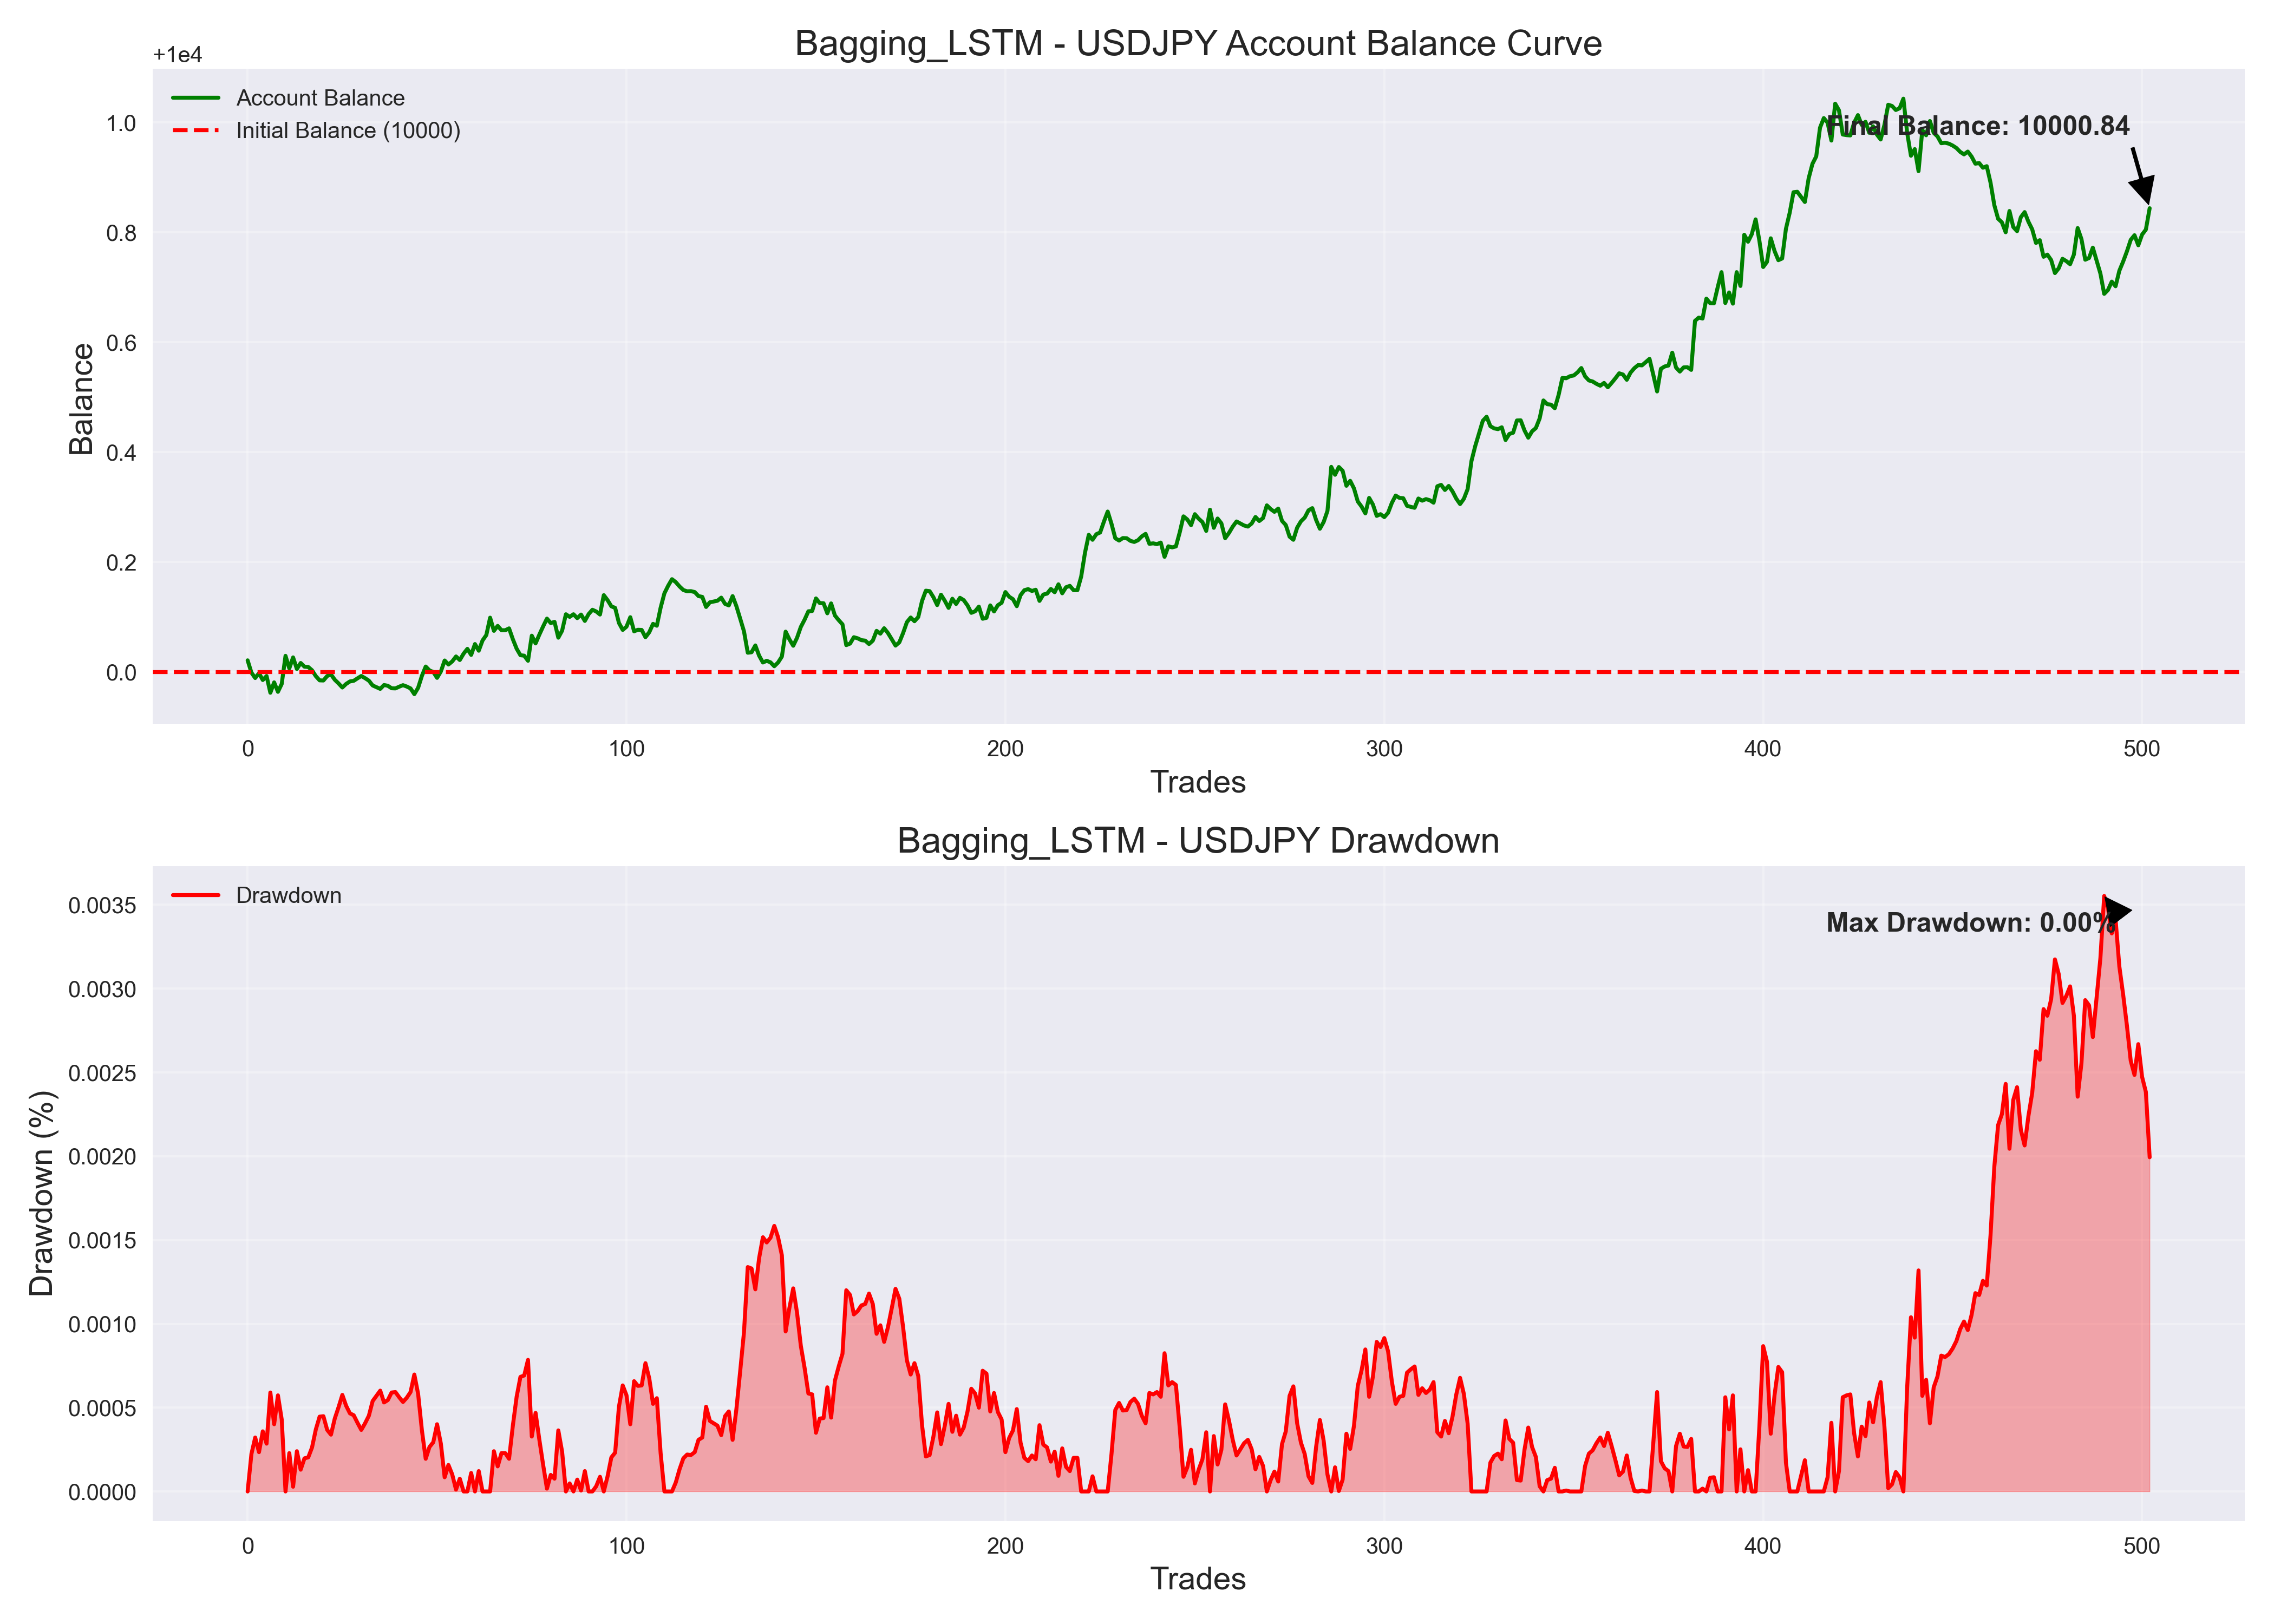 Bagging_LSTM - USDJPY Account Balance Curve
+1e4
Account Balance
Initial Balance (10000)
Final Balance: 10000.84
1.0
0.8
0.6
0.4
0.2
0.0
Balance
0 100 200 300 400 500
Trades
Bagging_LSTM - USDJPY Drawdown
Drawdown
Max Drawdown: 0.00%
0.0035
0.0030
0.0025
0.0020
0.0015
0.0010
0.0005
0.0000
Drawdown (%)
0 100 200 300 400 500
Trades